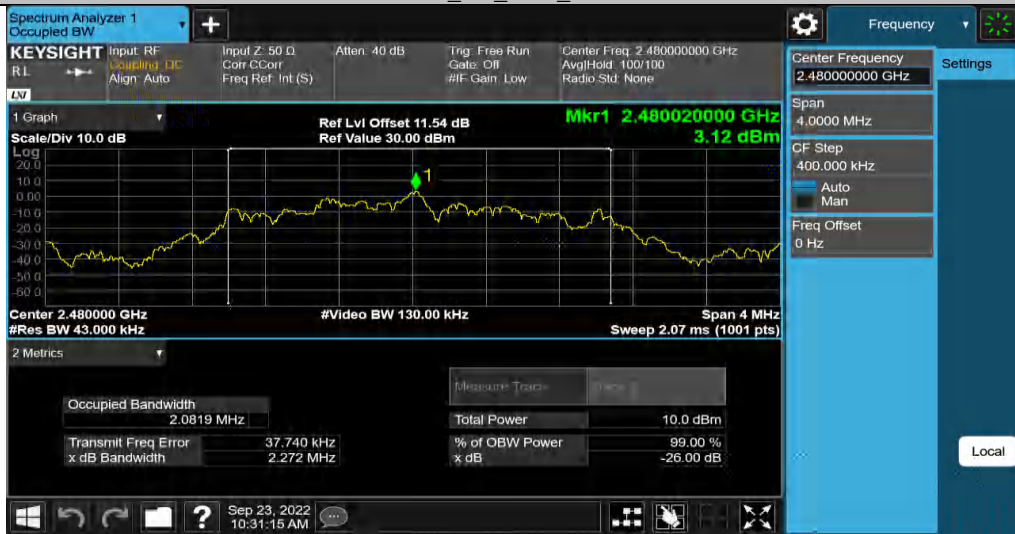 Spectrum Analyzer 1
Occupied BW
Frequency
KEYSIGHT
RL
LXI
Input: RF
Coupling: DC
Align: Auto
Input Z: 50 Ω
Corr CCorr
Freq Ref: Int (S)
Atten: 40 dB
Trig: Free Run
Gate: Off
#IF Gain: Low
Center Freq: 2.480000000 GHz
Avg|Hold: 100/100
Radio Std: None
Center Frequency
2.480000000 GHz
Settings
Span
4.0000 MHz
CF Step
400.000 kHz
Auto
Man
Freq Offset
0 Hz
Local
1 Graph
Scale/Div 10.0 dB
Ref Lvl Offset 11.54 dB
Ref Value 30.00 dBm
Mkr1 2.480020000 GHz
3.12 dBm
Log
20.0
10.0
0.00
-10.0
-20.0
-30.0
-40.0
-50.0
-60.0
1
Center 2.480000 GHz
#Video BW 130.00 kHz
Span 4 MHz
#Res BW 43.000 kHz
Sweep 2.07 ms (1001 pts)
2 Metrics
Measure Trace
Occupied Bandwidth
2.0819 MHz
Total Power
10.0 dBm
Transmit Freq Error
37.740 kHz
% of OBW Power
99.00 %
x dB Bandwidth
2.272 MHz
x dB
-26.00 dB
?
Sep 23, 2022
10:31:15 AM